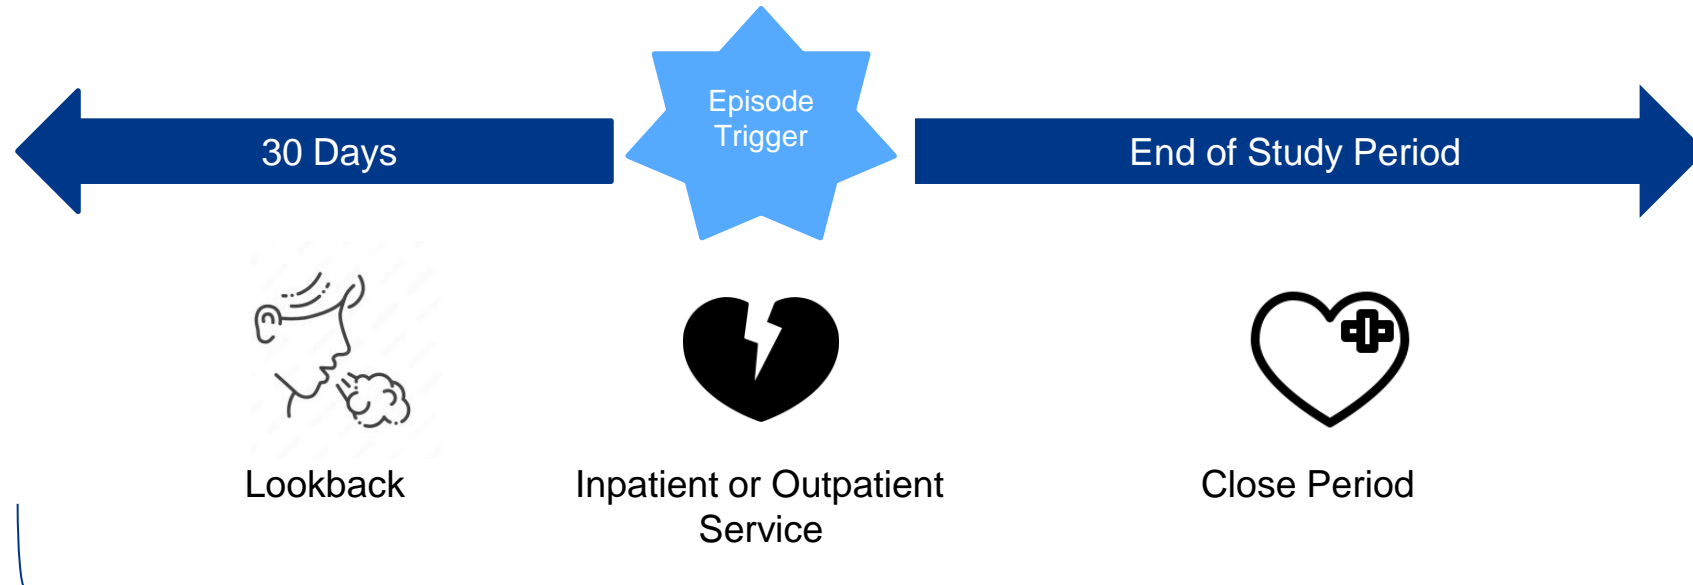 Episode
Trigger
30 Days
End of Study Period
Lookback
Inpatient or Outpatient
Service
Close Period